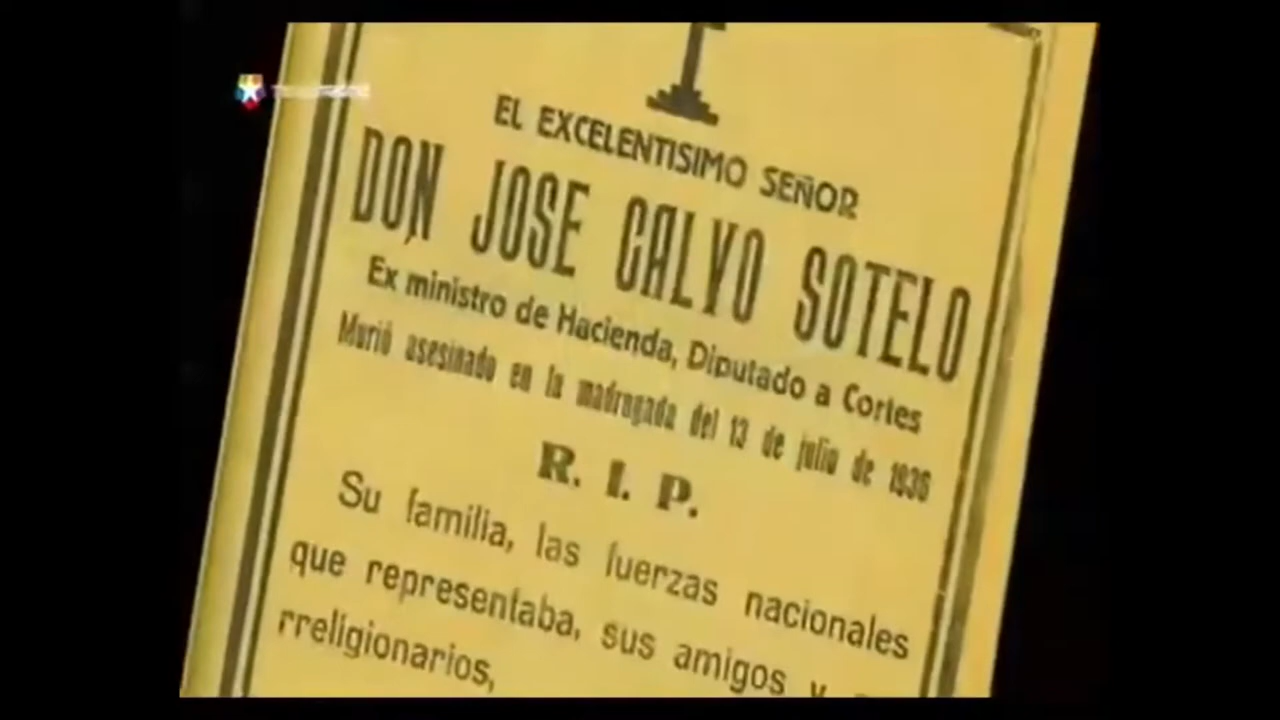 EL EXCELENTISIMO SEÑOR
DON JOSE CALVO SOTELO
Ex ministro de Hacienda, Diputado a Cortes
Murió asesinado en la madrugada del 13 de julio de 1936
R. I. P.
Su familia, las fuerzas nacionales
que representaba, sus amigos y
rreligionarios,